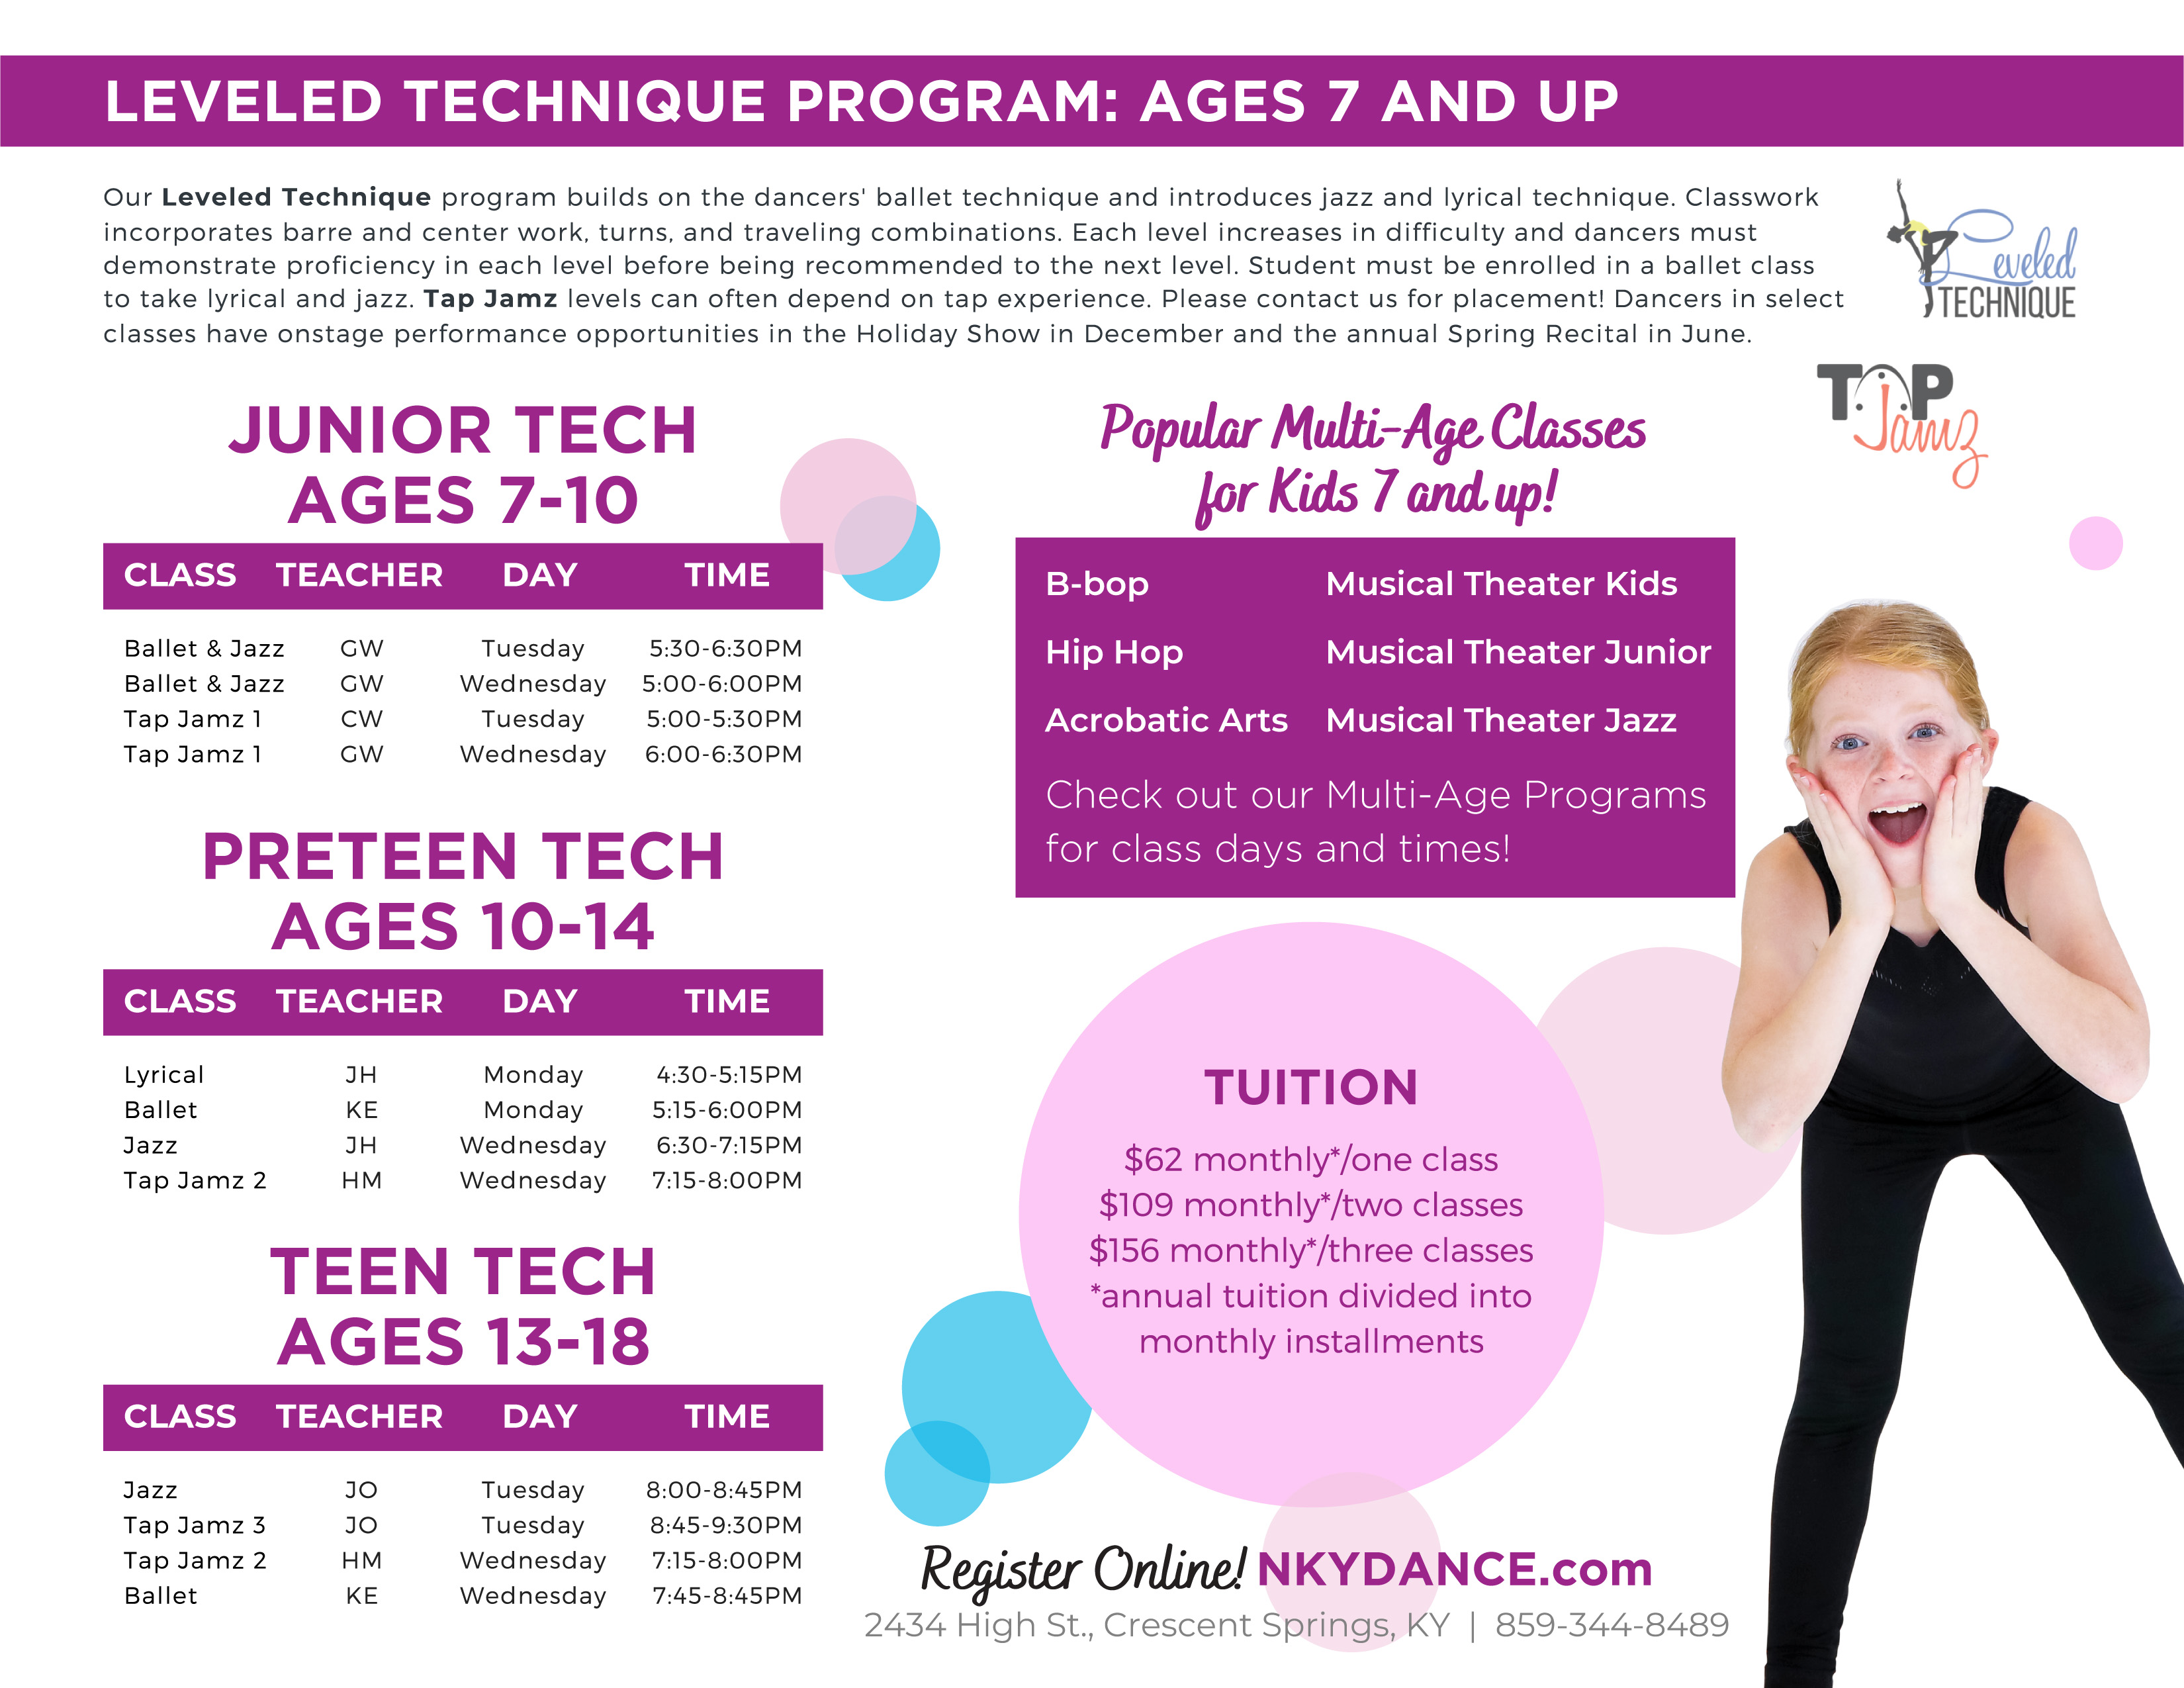 LEVELED TECHNIQUE PROGRAM: AGES 7 AND UP
Our Leveled Technique program builds on the dancers' ballet technique and introduces jazz and lyrical technique. Classwork
incorporates barre and center work, turns, and traveling combinations. Each level increases in difficulty and dancers must
demonstrate proficiency in each level before being recommended to the next level. Student must be enrolled in a ballet class
to take lyrical and jazz. Tap Jamz levels can often depend on tap experience. Please contact us for placement! Dancers in select
classes have onstage performance opportunities in the Holiday Show in December and the annual Spring Recital in June.
Leveled
TECHNIQUE
TAP
Jamz
JUNIOR TECH
AGES 7-10
CLASS TEACHER DAY TIME
Ballet & Jazz GW Tuesday 5:30-6:30PM
Ballet & Jazz GW Wednesday 5:00-6:00PM
Tap Jamz 1 CW Tuesday 5:00-5:30PM
Tap Jamz 1 GW Wednesday 6:00-6:30PM
PRETEEN TECH
AGES 10-14
CLASS TEACHER DAY TIME
Lyrical JH Monday 4:30-5:15PM
Ballet KE Monday 5:15-6:00PM
Jazz JH Wednesday 6:30-7:15PM
Tap Jamz 2 HM Wednesday 7:15-8:00PM
TEEN TECH
AGES 13-18
CLASS TEACHER DAY TIME
Jazz JO Tuesday 8:00-8:45PM
Tap Jamz 3 JO Tuesday 8:45-9:30PM
Tap Jamz 2 HM Wednesday 7:15-8:00PM
Ballet KE Wednesday 7:45-8:45PM
Popular Multi-Age Classes
for Kids 7 and up!
B-bop Musical Theater Kids
Hip Hop Musical Theater Junior
Acrobatic Arts Musical Theater Jazz
Check out our Multi-Age Programs
for class days and times!
TUITION
$62 monthly*/one class
$109 monthly*/two classes
$156 monthly*/three classes
*annual tuition divided into
monthly installments
Register Online! NKYDANCE.com
2434 High St., Crescent Springs, KY | 859-344-8489